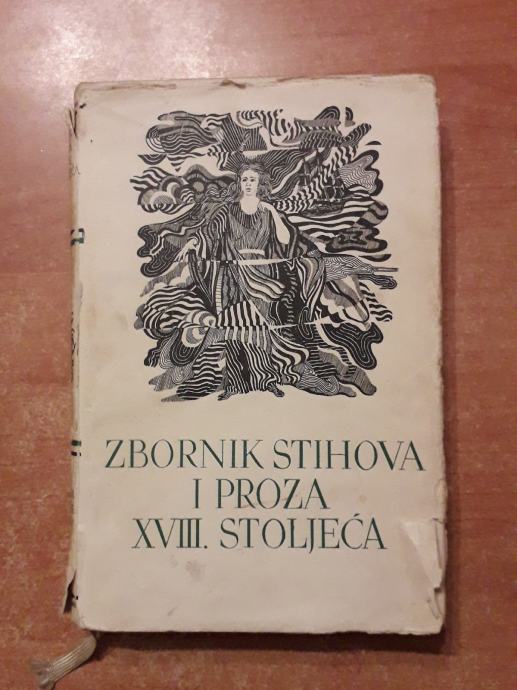 ZBORNIK STIHOVA
I PROZA
XVIII. STOLJEĆA